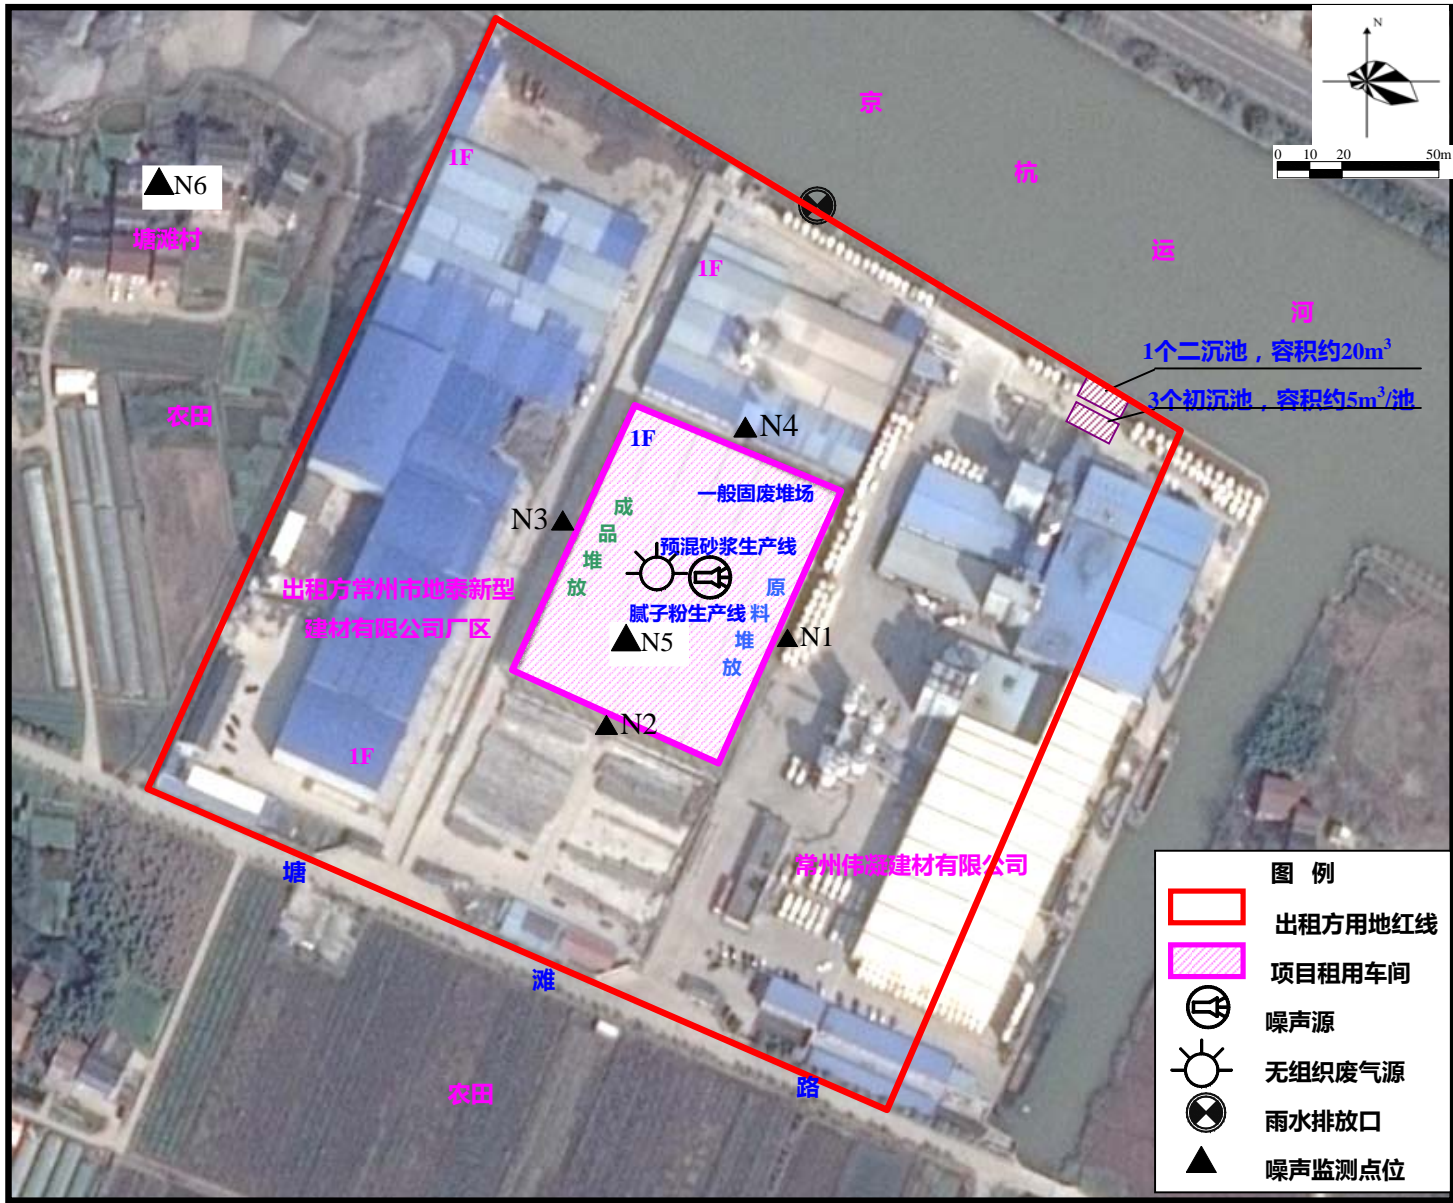 N
0 10 20 50m
京
杭
运
河
1F
N6
塘滩村
1F
1个二沉池，容积约20m³
3个初沉池，容积约5m³/池
农田
1F
N4
一般固废堆场
成品堆放
N3
预混砂浆生产线
原料堆放
腻子粉生产线
出租方常州市地泰新型
建材有限公司厂区
N5
N1
N2
1F
常州伟凝建材有限公司
塘
滩
路
农田
图 例
出租方用地红线
项目租用车间
噪声源
无组织废气源
雨水排放口
噪声监测点位